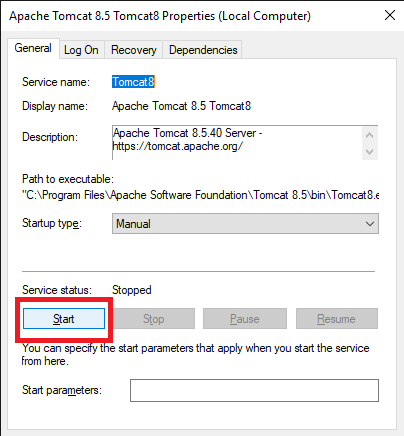 Apache Tomcat 8.5 Tomcat8 Properties (Local Computer)
General Log On Recovery Dependencies
Service name: Tomcat8
Display name: Apache Tomcat 8.5 Tomcat8
Description: Apache Tomcat 8.5.40 Server -
https://tomcat.apache.org/
Path to executable:
"C:\Program Files\Apache Software Foundation\Tomcat 8.5\bin\Tomcat8.e
Startup type: Manual
Service status: Stopped
Start Stop Pause Resume
You can specify the start parameters that apply when you start the service
from here.
Start parameters: